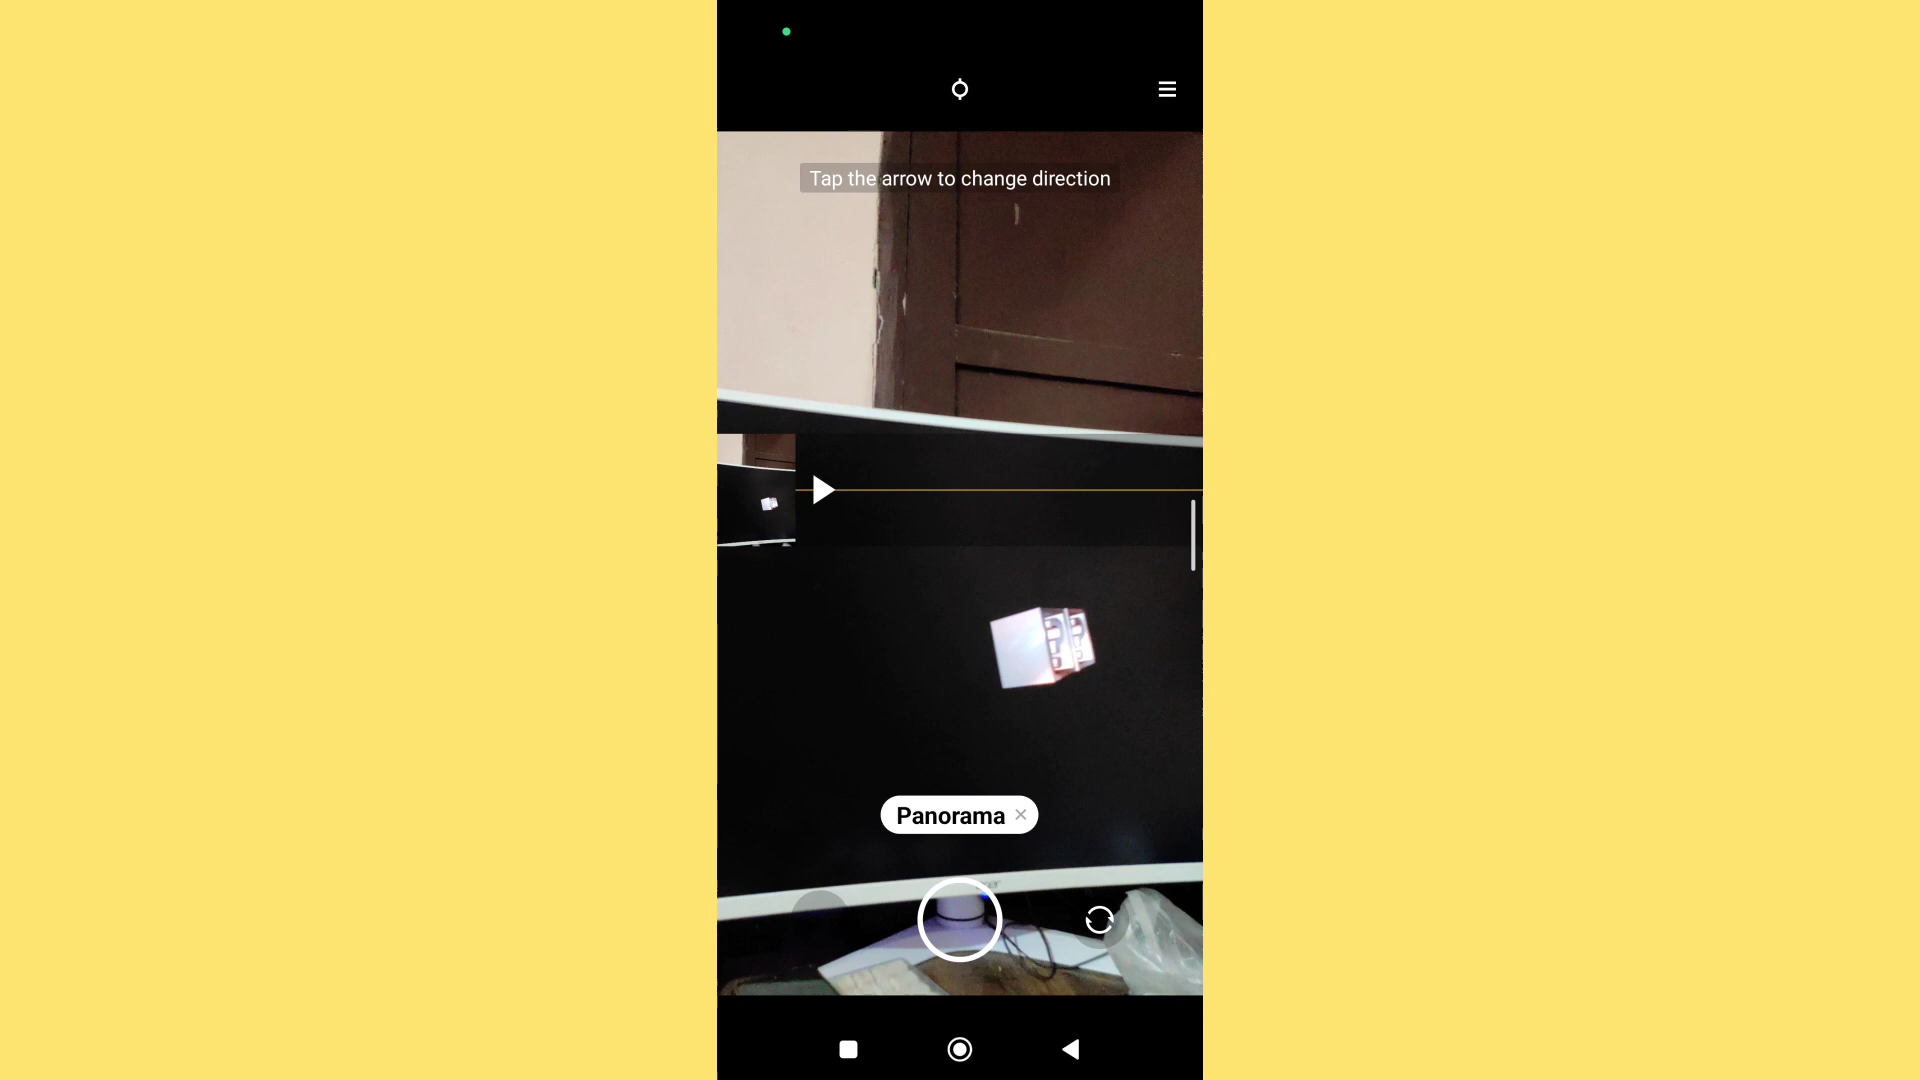 Tap the arrow to change direction
Panorama